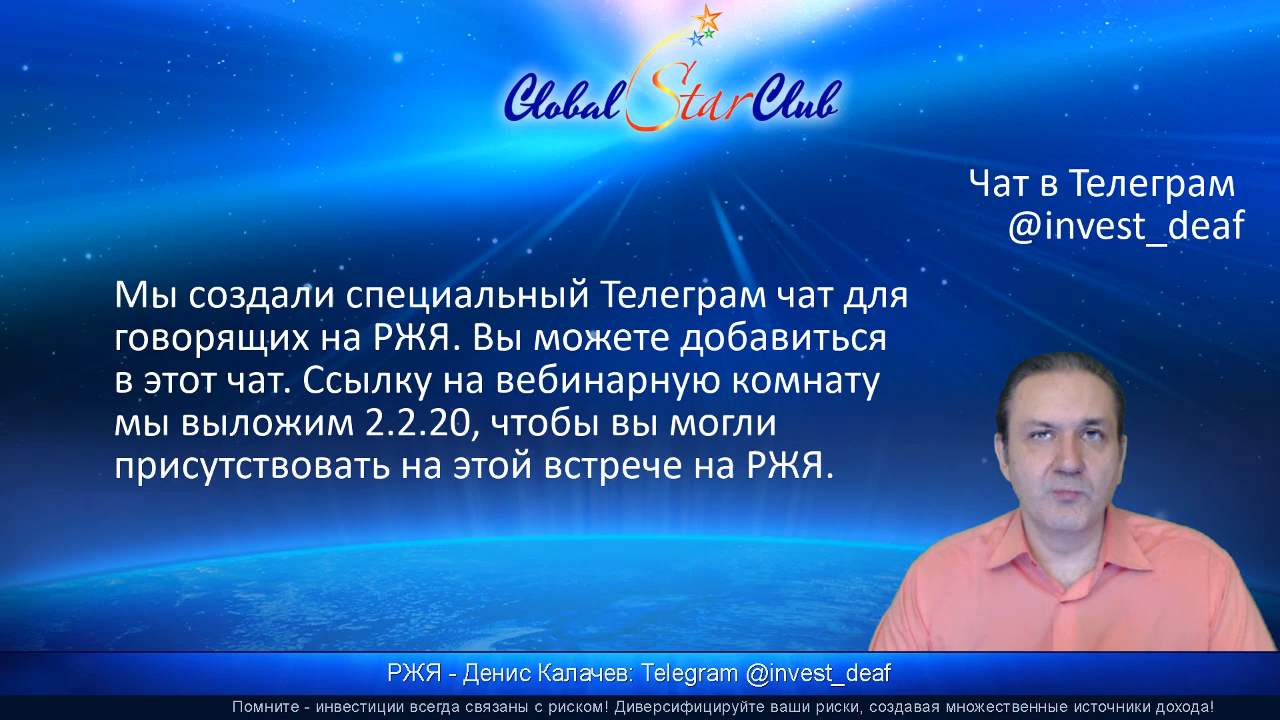 Global Star Club
Чат в Телеграм
@invest_deaf
Мы создали специальный Телеграм чат для
говорящих на РЖЯ. Вы можете добавиться
в этот чат. Ссылку на вебинарную комнату
мы выложим 2.2.20, чтобы вы могли
присутствовать на этой встрече на РЖЯ.
РЖЯ - Денис Калачев: Telegram @invest_deaf
Помните - инвестиции всегда связаны с риском! Диверсифицируйте ваши риски, создавая множественные источники дохода!